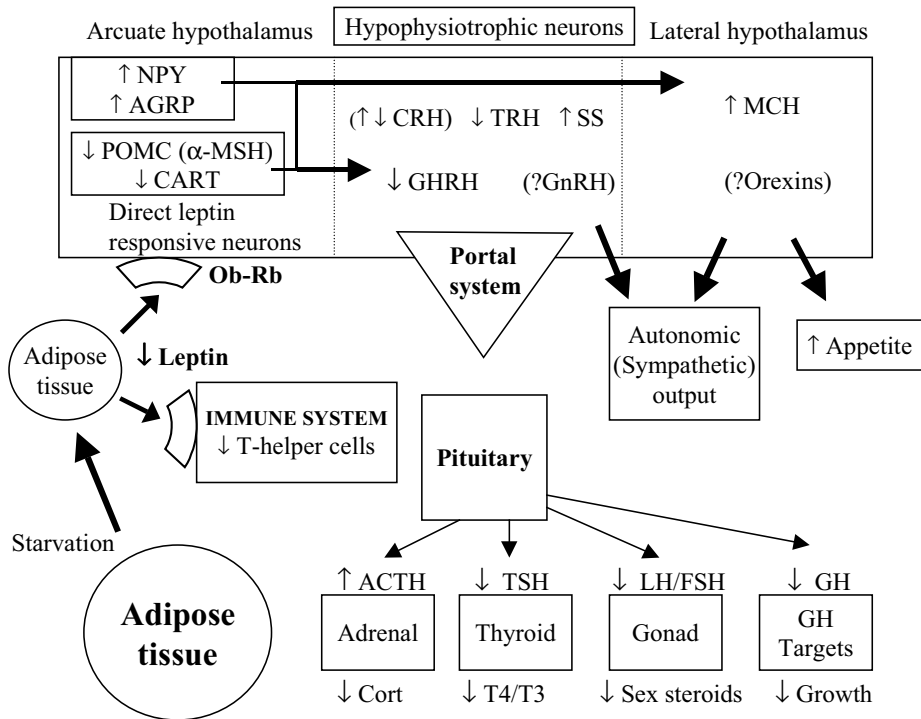 Arcuate hypothalamus
Hypophysiotrophic neurons
Lateral hypothalamus
↑ NPY
↑ AGRP
↓ POMC (α-MSH)
↓ CART
Direct leptin
responsive neurons
(↑ ↓ CRH) ↓ TRH ↑ SS
↓ GHRH (?GnRH)
↑ MCH
(?Orexins)
Ob-Rb
Portal
system
Adipose
tissue
↓ Leptin
Autonomic
(Sympathetic)
output
↑ Appetite
IMMUNE SYSTEM
↓ T-helper cells
Pituitary
Starvation
Adipose
tissue
↑ ACTH
Adrenal
↓ Cort
↓ TSH
Thyroid
↓ T4/T3
↓ LH/FSH
Gonad
↓ Sex steroids
↓ GH
GH
Targets
↓ Growth